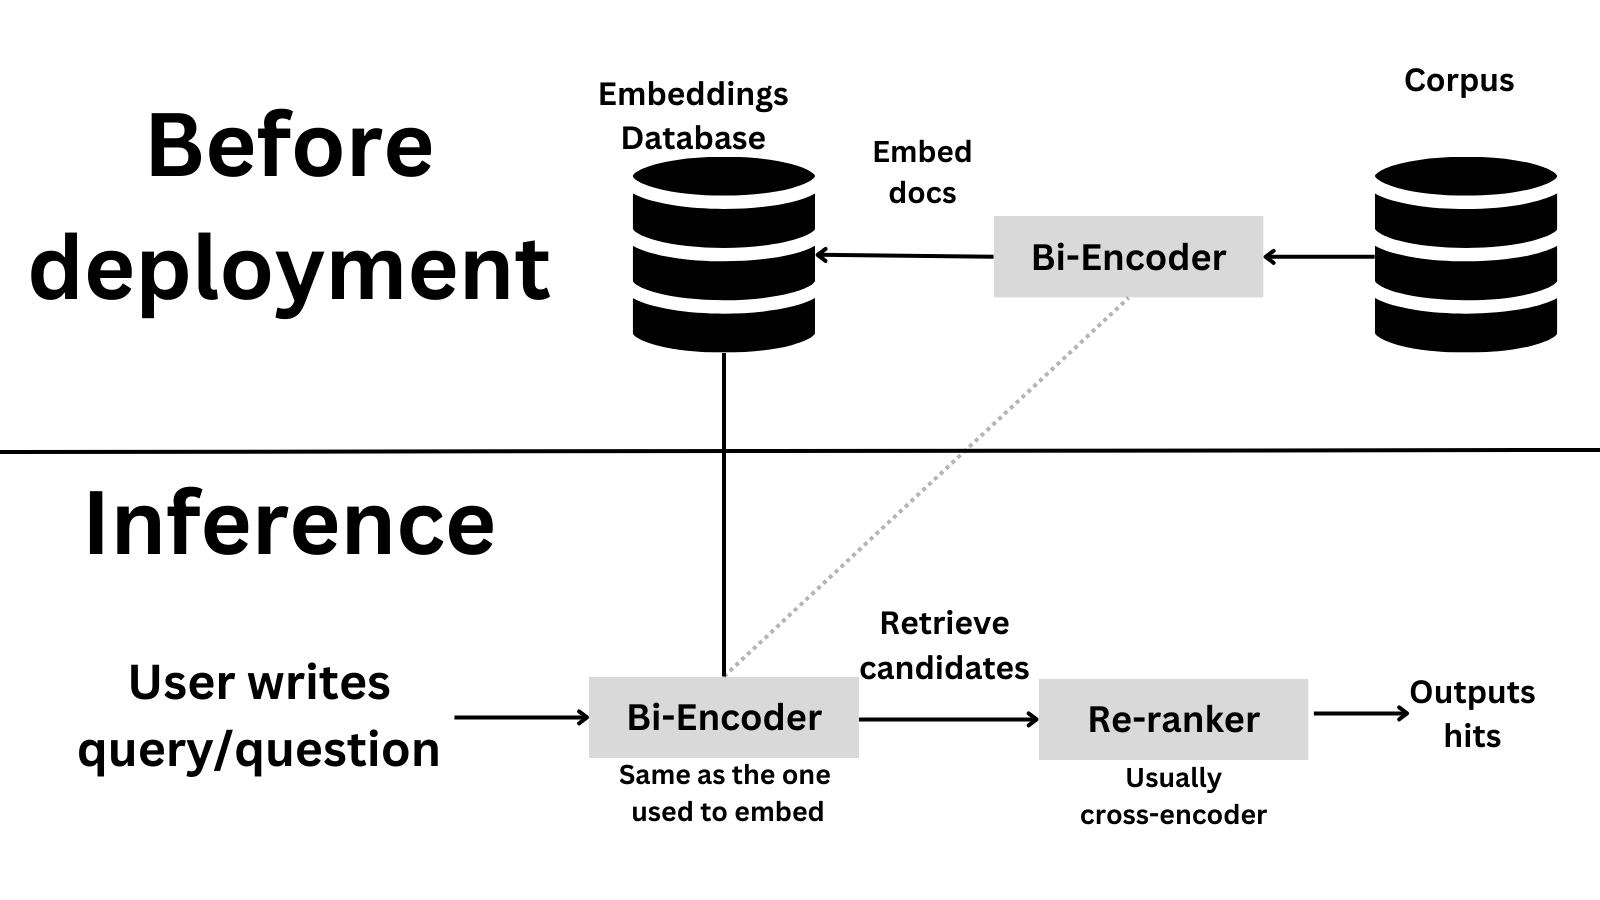 Before
deployment
Embeddings
Database
Embed
docs
Bi-Encoder
Corpus
Inference
User writes
query/question
Bi-Encoder
Same as the one
used to embed
Retrieve
candidates
Re-ranker
Usually
cross-encoder
Outputs
hits